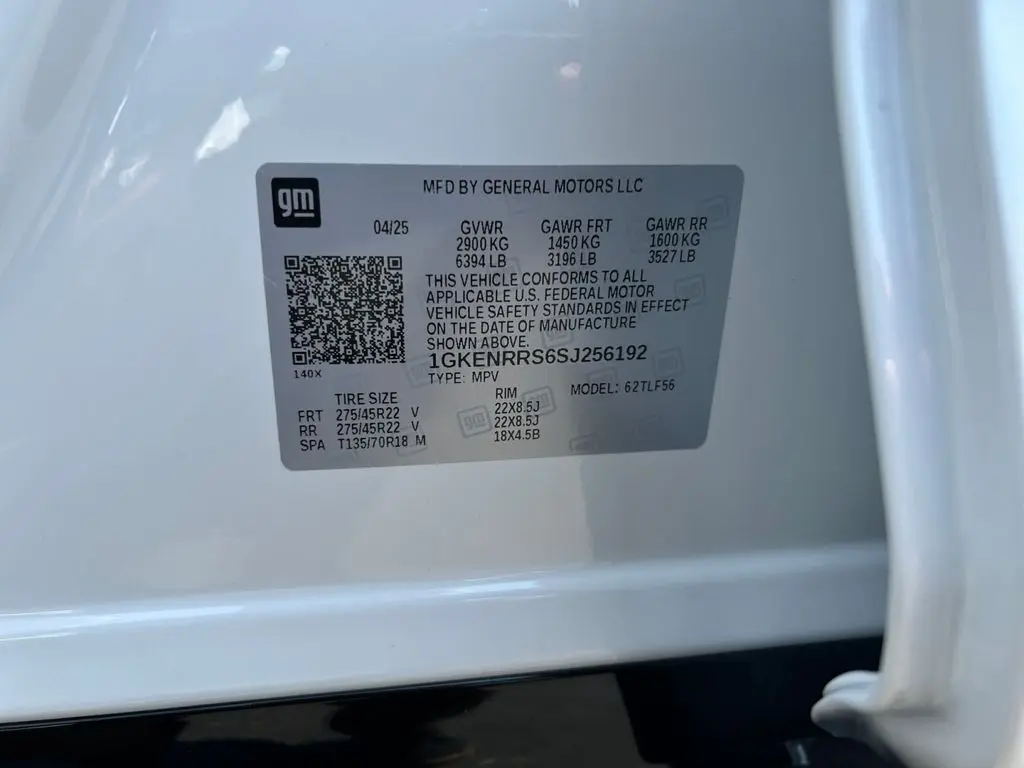 gm
MFD BY GENERAL MOTORS LLC
04/25 GVWR GAWR FRT GAWR RR
2900 KG 1450 KG 1600 KG
6394 LB 3196 LB 3527 LB
THIS VEHICLE CONFORMS TO ALL
APPLICABLE U.S. FEDERAL MOTOR
VEHICLE SAFETY STANDARDS IN EFFECT
ON THE DATE OF MANUFACTURE
SHOWN ABOVE.
1GKENRRS6SJ256192
140X
TYPE: MPV MODEL: 62TLF56
TIRE SIZE RIM
FRT 275/45R22 V 22X8.5J
RR 275/45R22 V 22X8.5J
SPA T135/70R18 M 18X4.5B
gm